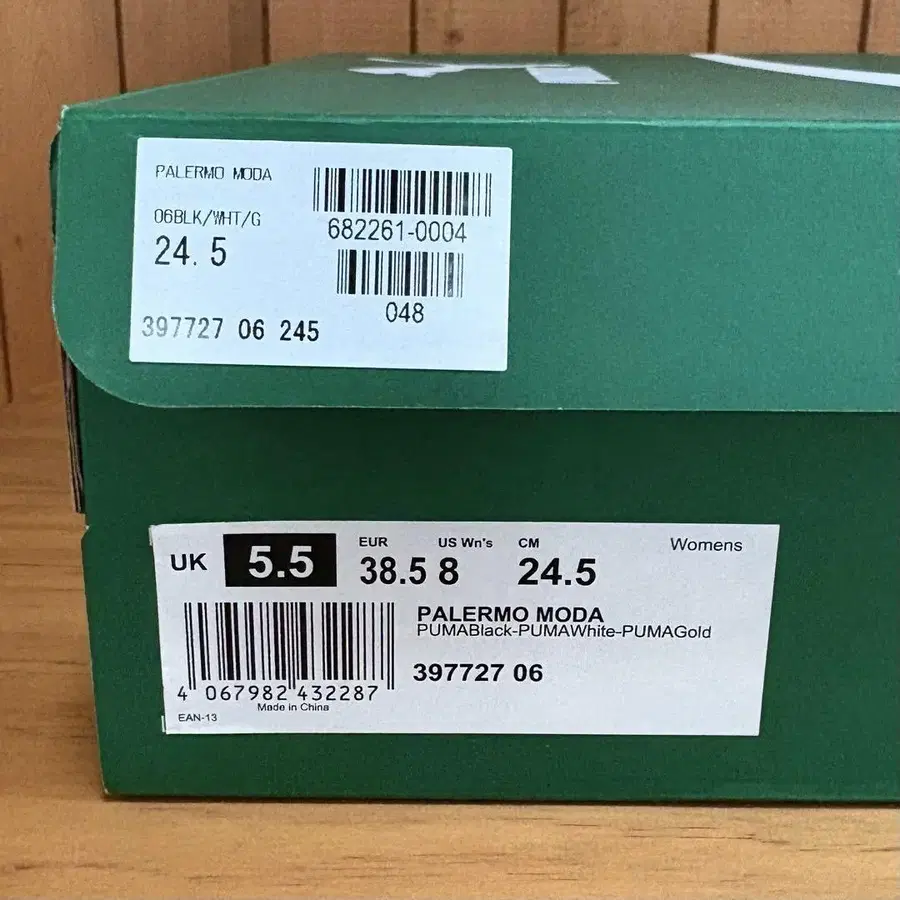 PALERMO MODA
06BLK/WHT/G
24.5
682261-0004
048
397727 06 245
UK 5.5
EUR 38.5
US Wn's 8
CM 24.5
Womens
PALERMO MODA
PUMABlack-PUMAWhite-PUMAGold
397727 06
4 067982 432287
Made in China
EAN-13